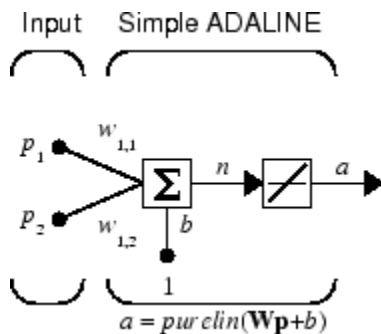 Input Simple ADALINE
p1 w1,1
Σ n a
p2 w1,2 b
1
a = purelin(Wp+b)